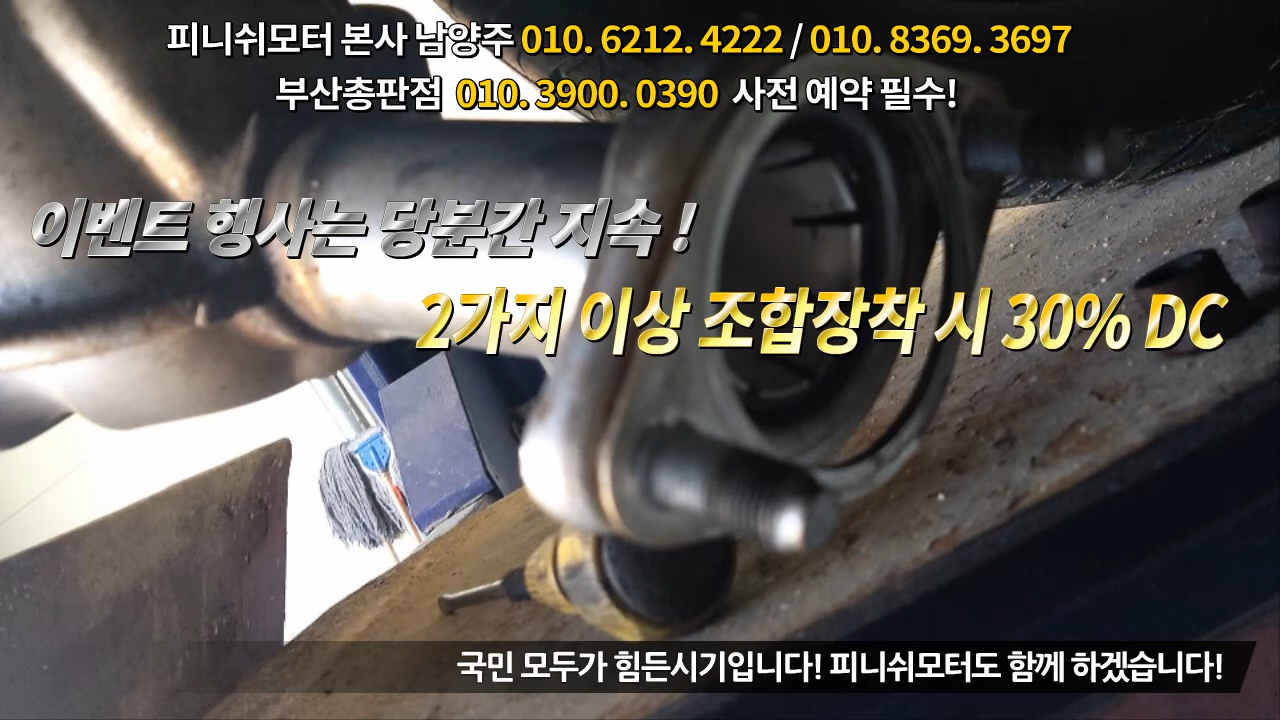 피니쉬모터 본사 남양주 010. 6212. 4222 / 010. 8369. 3697
부산총판점 010. 3900. 0390 사전 예약 필수!
이벤트 행사는 당분간 지속 !
2가지 이상 조합장착 시 30% DC
국민 모두가 힘든시기입니다! 피니쉬모터도 함께 하겠습니다!